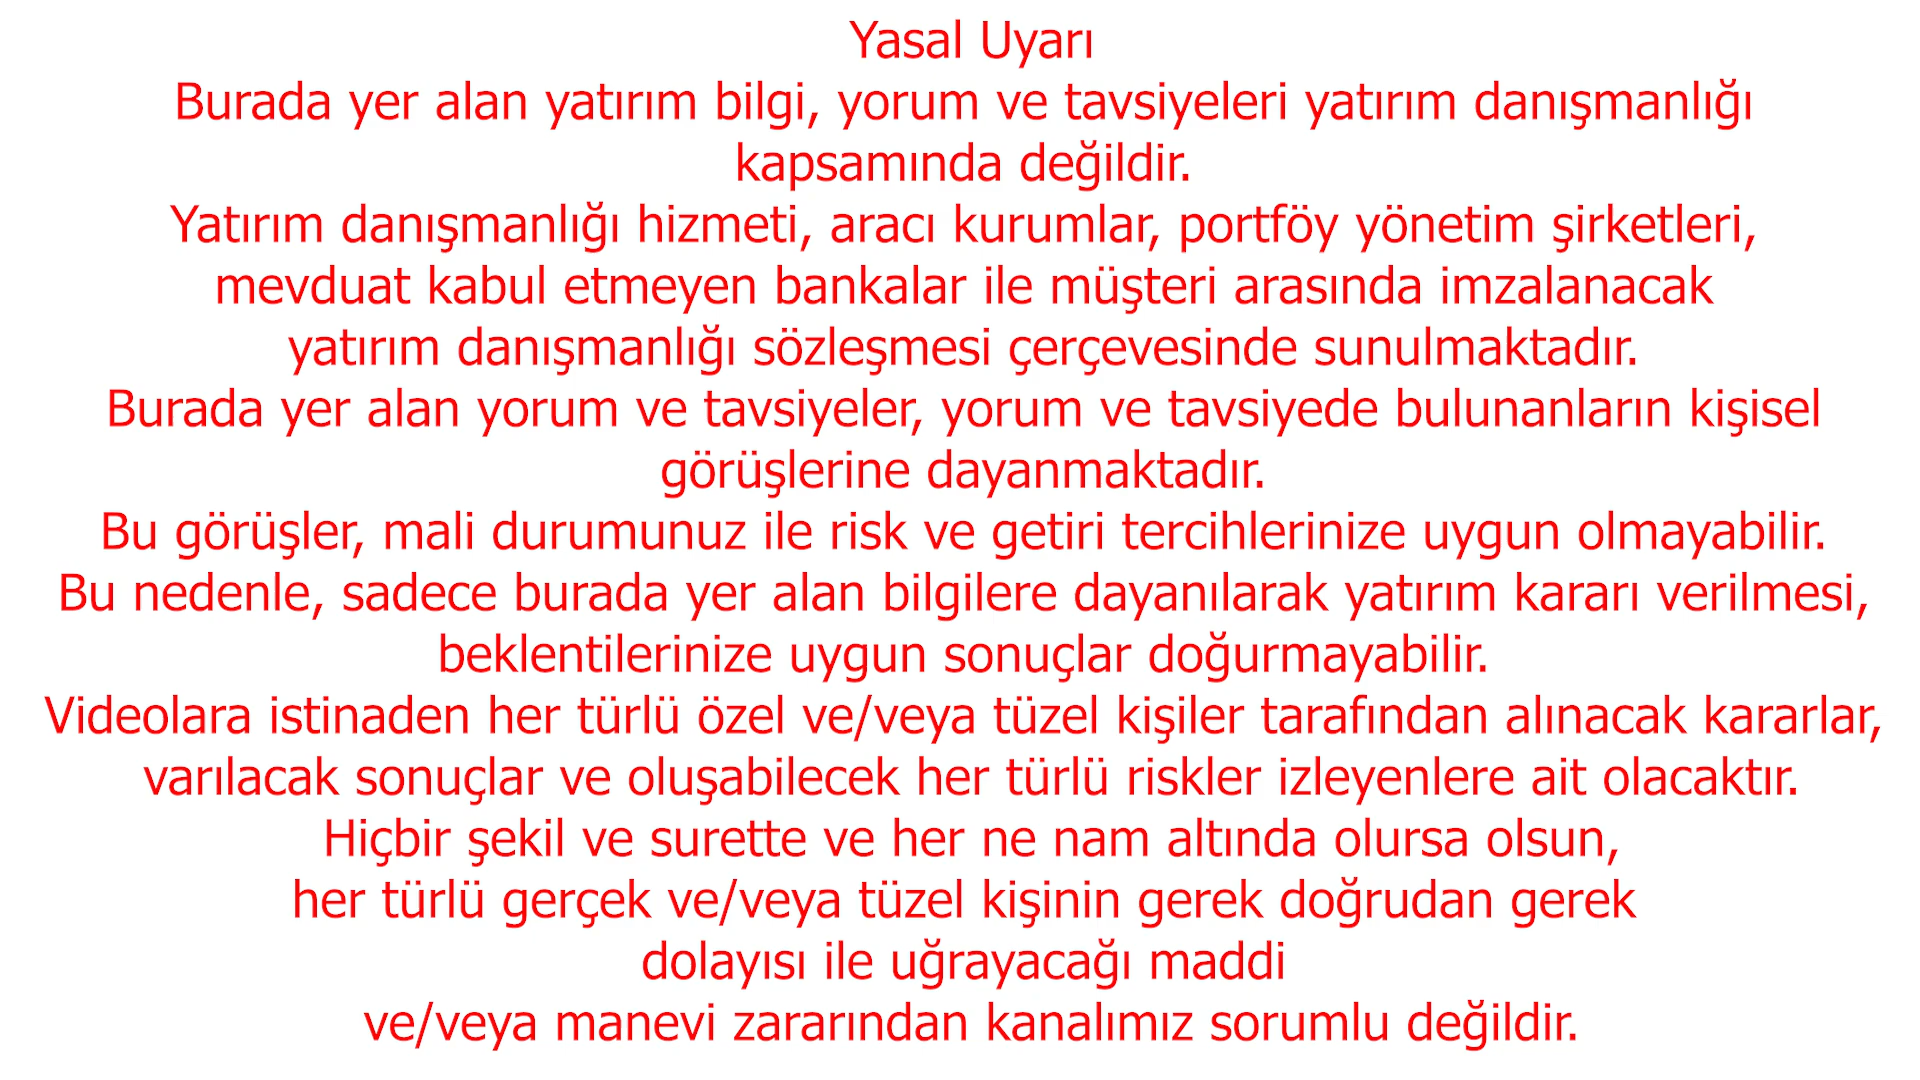 Yasal Uyarı
Burada yer alan yatırım bilgi, yorum ve tavsiyeleri yatırım danışmanlığı
kapsamında değildir.
Yatırım danışmanlığı hizmeti, aracı kurumlar, portföy yönetim şirketleri,
mevduat kabul etmeyen bankalar ile müşteri arasında imzalanacak
yatırım danışmanlığı sözleşmesi çerçevesinde sunulmaktadır.
Burada yer alan yorum ve tavsiyeler, yorum ve tavsiyede bulunanların kişisel
görüşlerine dayanmaktadır.
Bu görüşler, mali durumunuz ile risk ve getiri tercihlerinize uygun olmayabilir.
Bu nedenle, sadece burada yer alan bilgilere dayanılarak yatırım kararı verilmesi,
beklentilerinize uygun sonuçlar doğurmayabilir.
Videolara istinaden her türlü özel ve/veya tüzel kişiler tarafından alınacak kararlar,
varılacak sonuçlar ve oluşabilecek her türlü riskler izleyenlere ait olacaktır.
Hiçbir şekil ve surette ve her ne nam altında olursa olsun,
her türlü gerçek ve/veya tüzel kişinin gerek doğrudan gerek
dolayısı ile uğrayacağı maddi
ve/veya manevi zararından kanalımız sorumlu değildir.